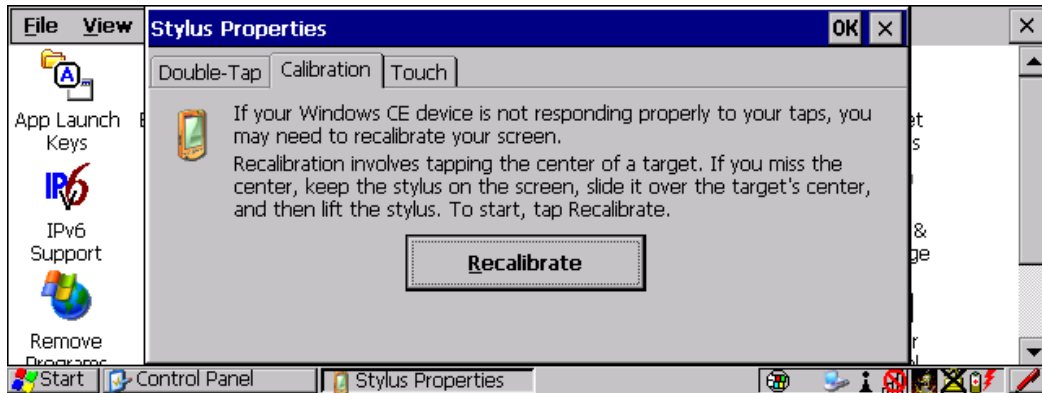 File View
Stylus Properties OK
Double-Tap Calibration Touch
App Launch
Keys
IPv6
Support
Remove
Programs
If your Windows CE device is not responding properly to your taps, you
may need to recalibrate your screen.
Recalibration involves tapping the center of a target. If you miss the
center, keep the stylus on the screen, slide it over the target's center,
and then lift the stylus. To start, tap Recalibrate.
Recalibrate
&
Start Control Panel Stylus Properties